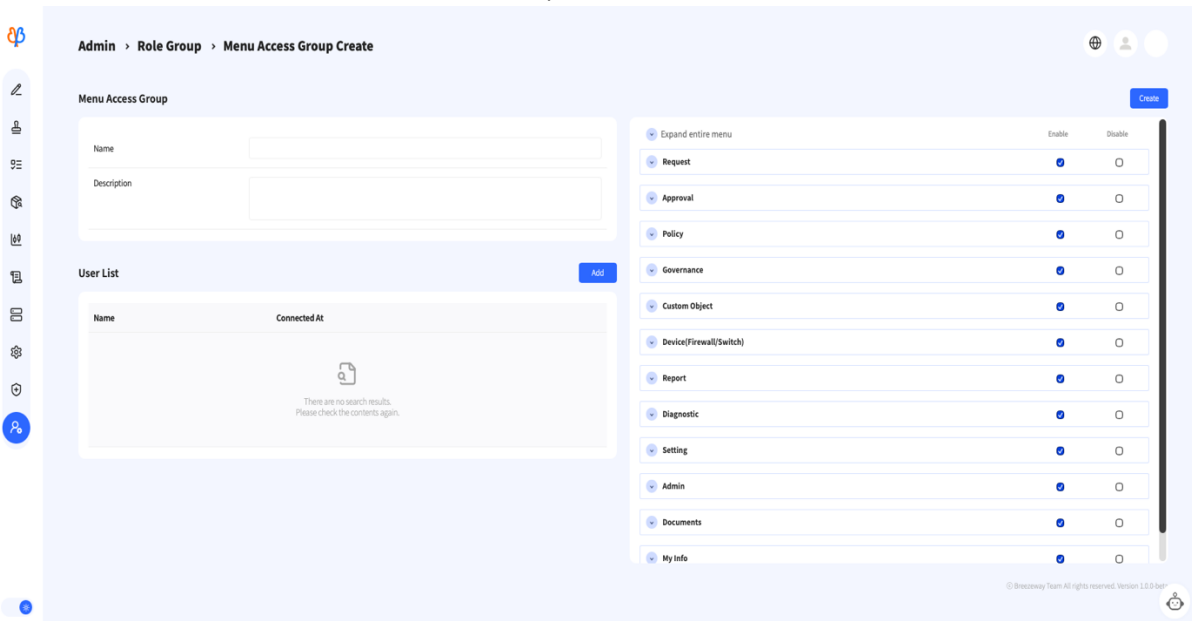 Admin › Role Group › Menu Access Group Create
Menu Access Group
Create
Name
Description
User List
Add
Name Connected At
There are no search results.
Please check the contents again.
Expand entire menu Enable Disable
Request
Approval
Policy
Governance
Custom Object
Device(Firewall/Switch)
Report
Diagnostic
Setting
Admin
Documents
My Info
ⓒ Breezeway Team All rights reserved. Version 1.0.0-beta